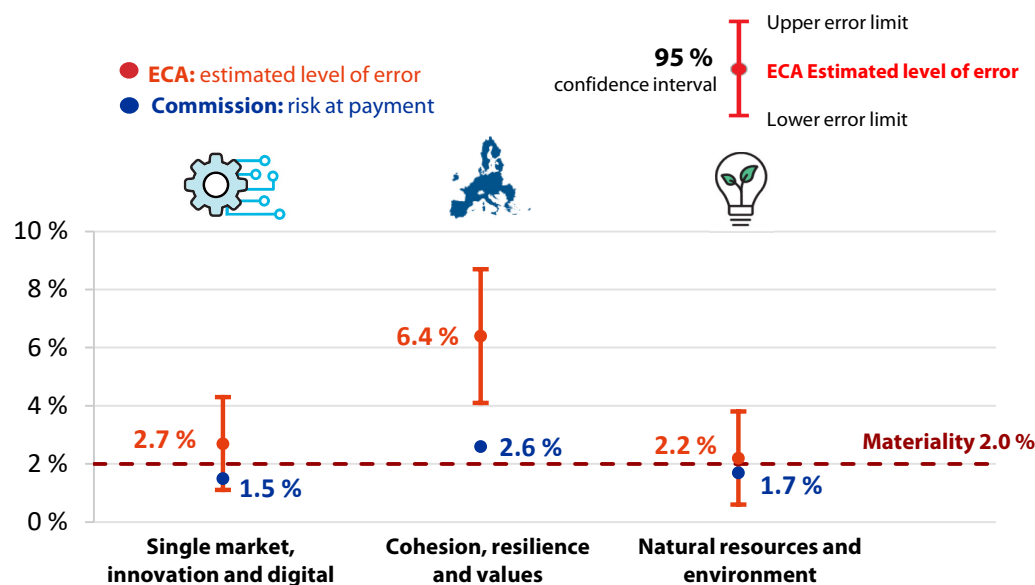 ECA: estimated level of error
Commission: risk at payment
95 %
confidence interval
Upper error limit
ECA Estimated level of error
Lower error limit
10 %
8 %
6 %
4 %
2 %
0 %
2.7 %
1.5 %
6.4 %
2.6 %
2.2 %
1.7 %
Materiality 2.0 %
Single market,
innovation and digital
Cohesion, resilience
and values
Natural resources and
environment